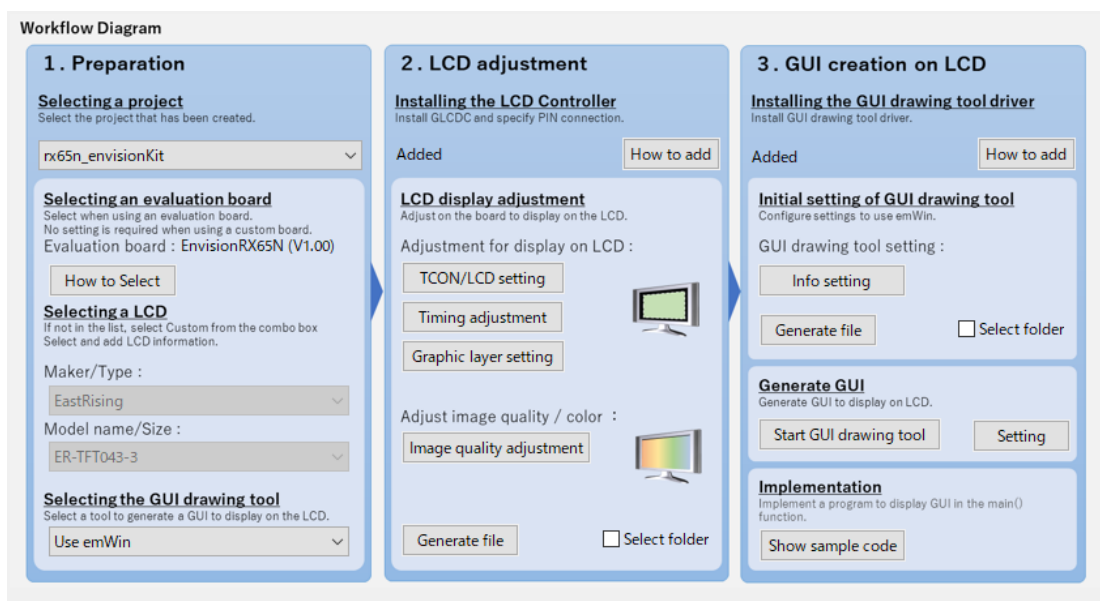 Workflow Diagram
1. Preparation
Selecting a project
Select the project that has been created.
rx65n_envisionKit
Selecting an evaluation board
Select when using an evaluation board.
No setting is required when using a custom board.
Evaluation board : EnvisionRX65N (V1.00)
How to Select
Selecting a LCD
If not in the list, select Custom from the combo box
Select and add LCD information.
Maker/Type :
EastRising
Model name/Size :
ER-TFT043-3
Selecting the GUI drawing tool
Select a tool to generate a GUI to display on the LCD.
Use emWin
2. LCD adjustment
Installing the LCD Controller
Install GLCDC and specify PIN connection.
Added
How to add
LCD display adjustment
Adjust on the board to display on the LCD.
Adjustment for display on LCD :
TCON/LCD setting
Timing adjustment
Graphic layer setting
Adjust image quality / color :
Image quality adjustment
Generate file
Select folder
3. GUI creation on LCD
Installing the GUI drawing tool driver
Install GUI drawing tool driver.
Added
How to add
Initial setting of GUI drawing tool
Configure settings to use emWin.
GUI drawing tool setting :
Info setting
Generate file
Select folder
Generate GUI
Generate GUI to display on LCD.
Start GUI drawing tool
Setting
Implementation
Implement a program to display GUI in the main()
function.
Show sample code